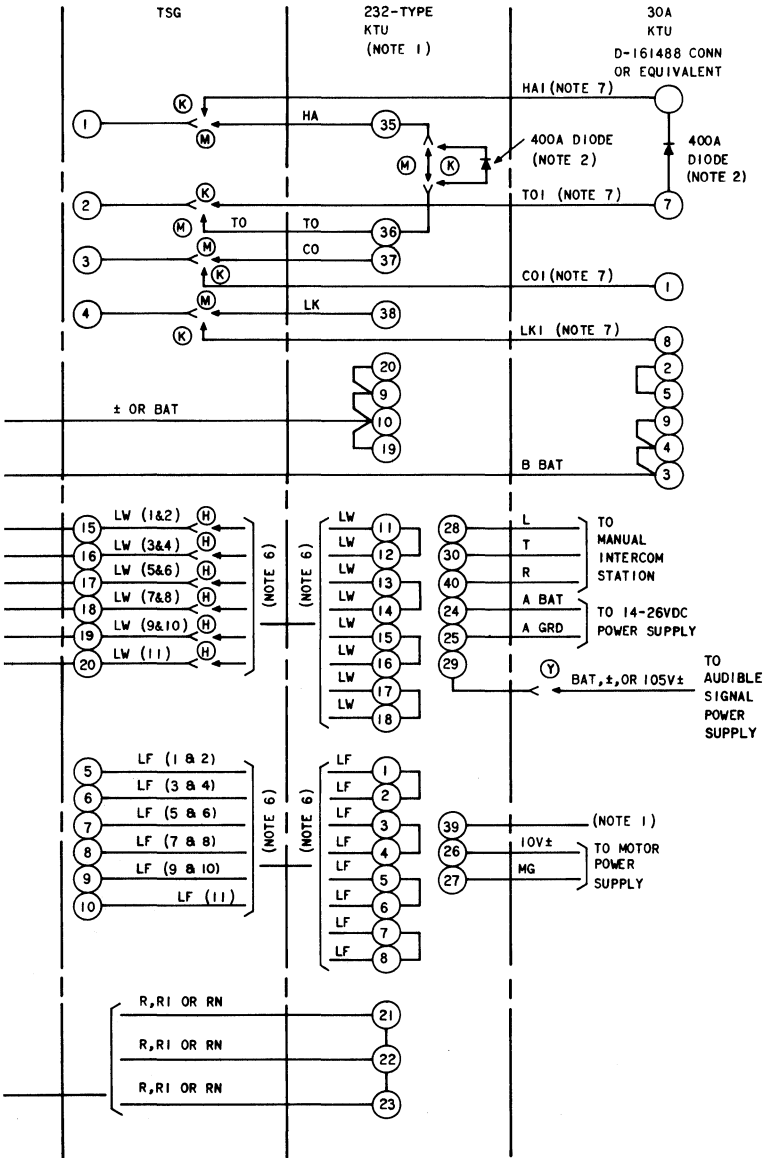 TSG
232-TYPE
KTU
(NOTE 1)
30A
KTU
D-161488 CONN
OR EQUIVALENT
HA1 (NOTE 7)
K
1
HA
35
M
M
K
400A DIODE
(NOTE 2)
400A
DIODE
(NOTE 2)
2
K
TO1 (NOTE 7)
7
M
TO
TO
36
3
M
CO
37
K
CO1 (NOTE 7)
1
4
M
LK
38
K
LK1 (NOTE 7)
8
20
2
9
5
± OR BAT
10
9
19
4
B BAT
3
15
LW (1&2)
H
16
LW (3&4)
H
17
LW (5&6)
H
18
LW (7&8)
H
19
LW (9&10)
H
20
LW (11)
H
(NOTE 6)
(NOTE 6)
LW
11
LW
12
LW
13
LW
14
LW
15
LW
16
LW
17
LW
18
28
L
30
T
40
R
TO
MANUAL
INTERCOM
STATION
24
A BAT
25
A GRD
TO 14-26VDC
POWER SUPPLY
29
Y
BAT,±,OR 105V±
TO
AUDIBLE
SIGNAL
POWER
SUPPLY
5
LF (1 & 2)
6
LF (3 & 4)
7
LF (5 & 6)
8
LF (7 & 8)
9
LF (9 & 10)
10
LF (11)
(NOTE 6)
(NOTE 6)
LF
1
LF
2
LF
3
LF
4
LF
5
LF
6
LF
7
LF
8
39
(NOTE 1)
26
10V±
27
MG
TO MOTOR
POWER
SUPPLY
R,R1 OR RN
21
R,R1 OR RN
22
R,R1 OR RN
23